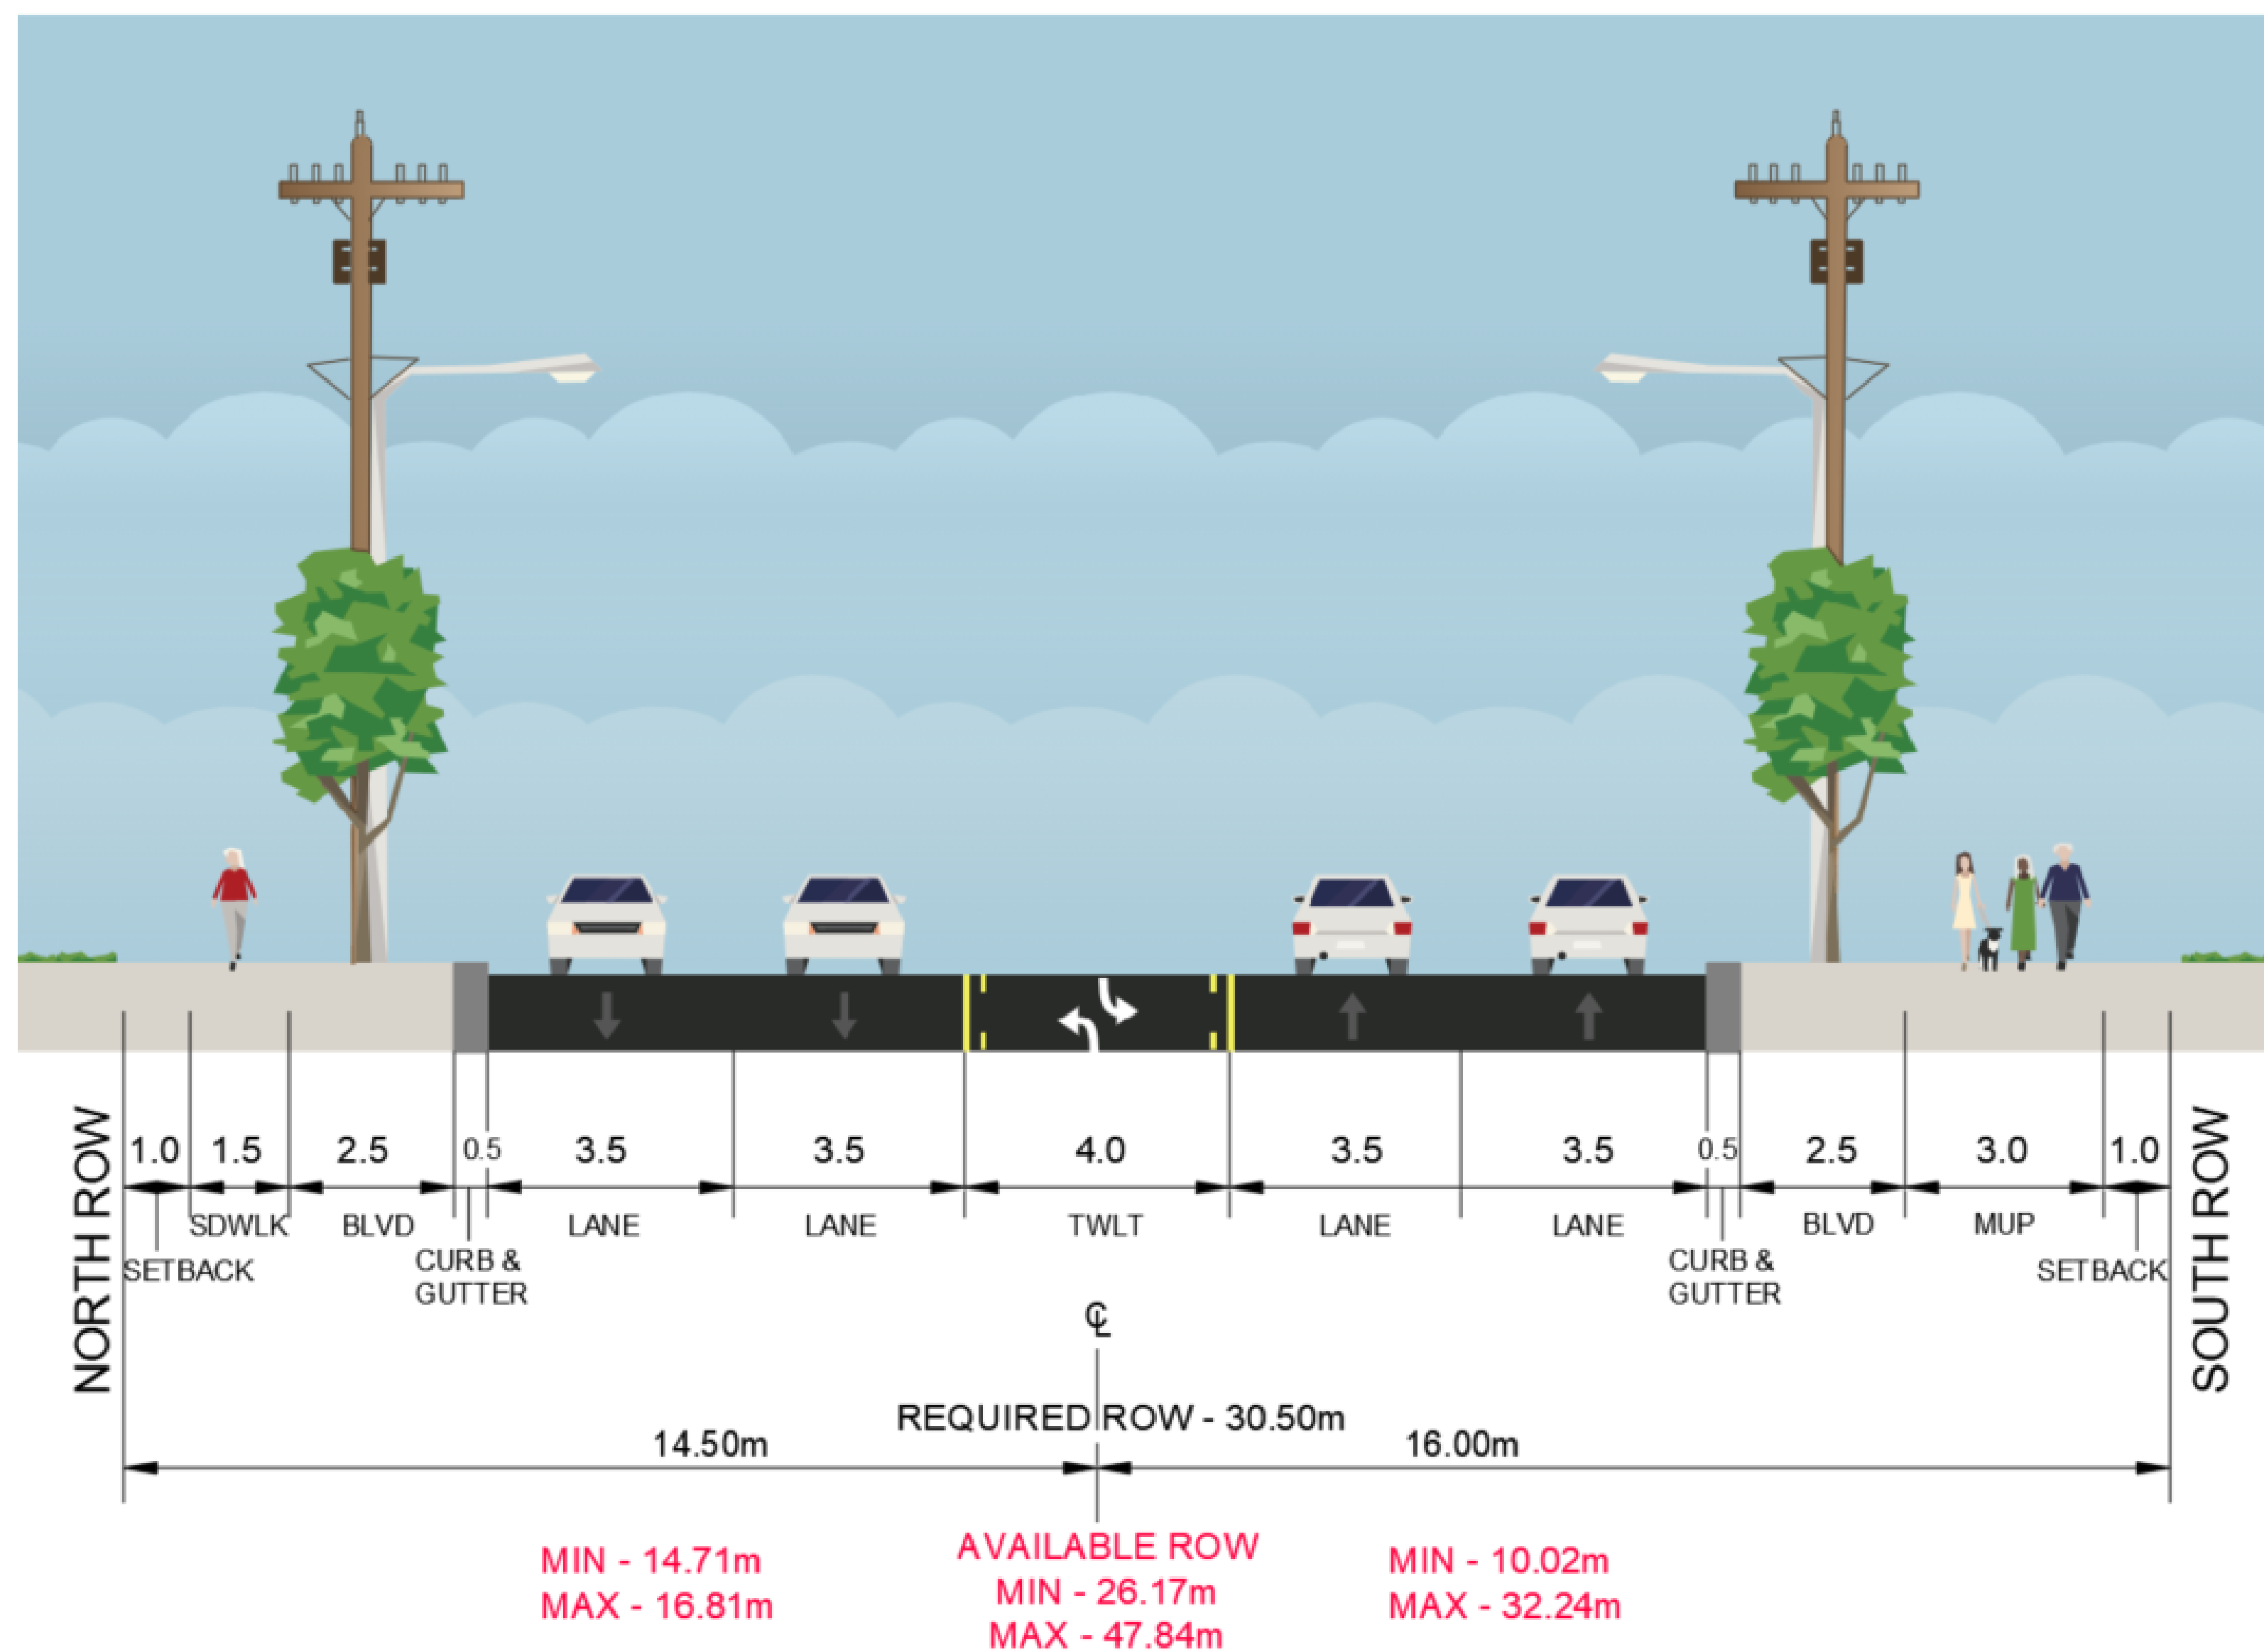 NORTH ROW
1.0 1.5 2.5 0.5 3.5 3.5 4.0 3.5 3.5 0.5 2.5 3.0 1.0
SDWLK BLVD LANE LANE TWLT LANE LANE BLVD MUP
SETBACK
CURB &
GUTTER
CURB &
GUTTER
SETBACK
SOUTH ROW
℄
REQUIRED ROW - 30.50m
14.50m 16.00m
MIN - 14.71m
MAX - 16.81m
AVAILABLE ROW
MIN - 26.17m
MAX - 47.84m
MIN - 10.02m
MAX - 32.24m